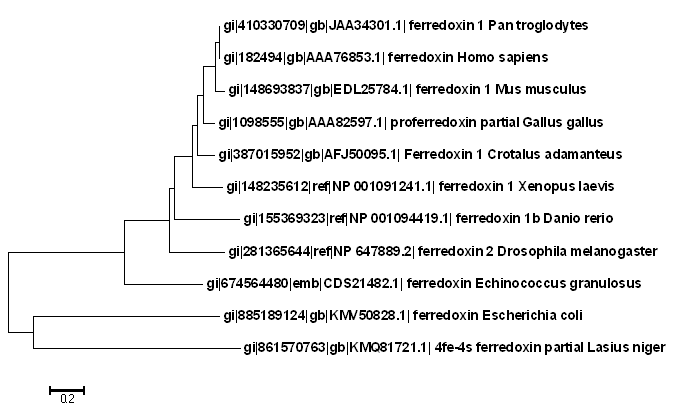 gi|410330709|gb|JAA34301.1| ferredoxin 1 Pan troglodytes
gi|182494|gb|AAA76853.1| ferredoxin Homo sapiens
gi|148693837|gb|EDL25784.1| ferredoxin 1 Mus musculus
gi|1098555|gb|AAA82597.1| proferredoxin partial Gallus gallus
gi|387015952|gb|AFJ50095.1| Ferredoxin 1 Crotalus adamanteus
gi|148235612|ref|NP 001091241.1| ferredoxin 1 Xenopus laevis
gi|155369323|ref|NP 001094419.1| ferredoxin 1b Danio rerio
gi|281365644|ref|NP 647889.2| ferredoxin 2 Drosophila melanogaster
gi|674564480|emb|CDS21482.1| ferredoxin Echinococcus granulosus
gi|885189124|gb|KMV50828.1| ferredoxin Escherichia coli
gi|861570763|gb|KMQ81721.1| 4fe-4s ferredoxin partial Lasius niger
0.2